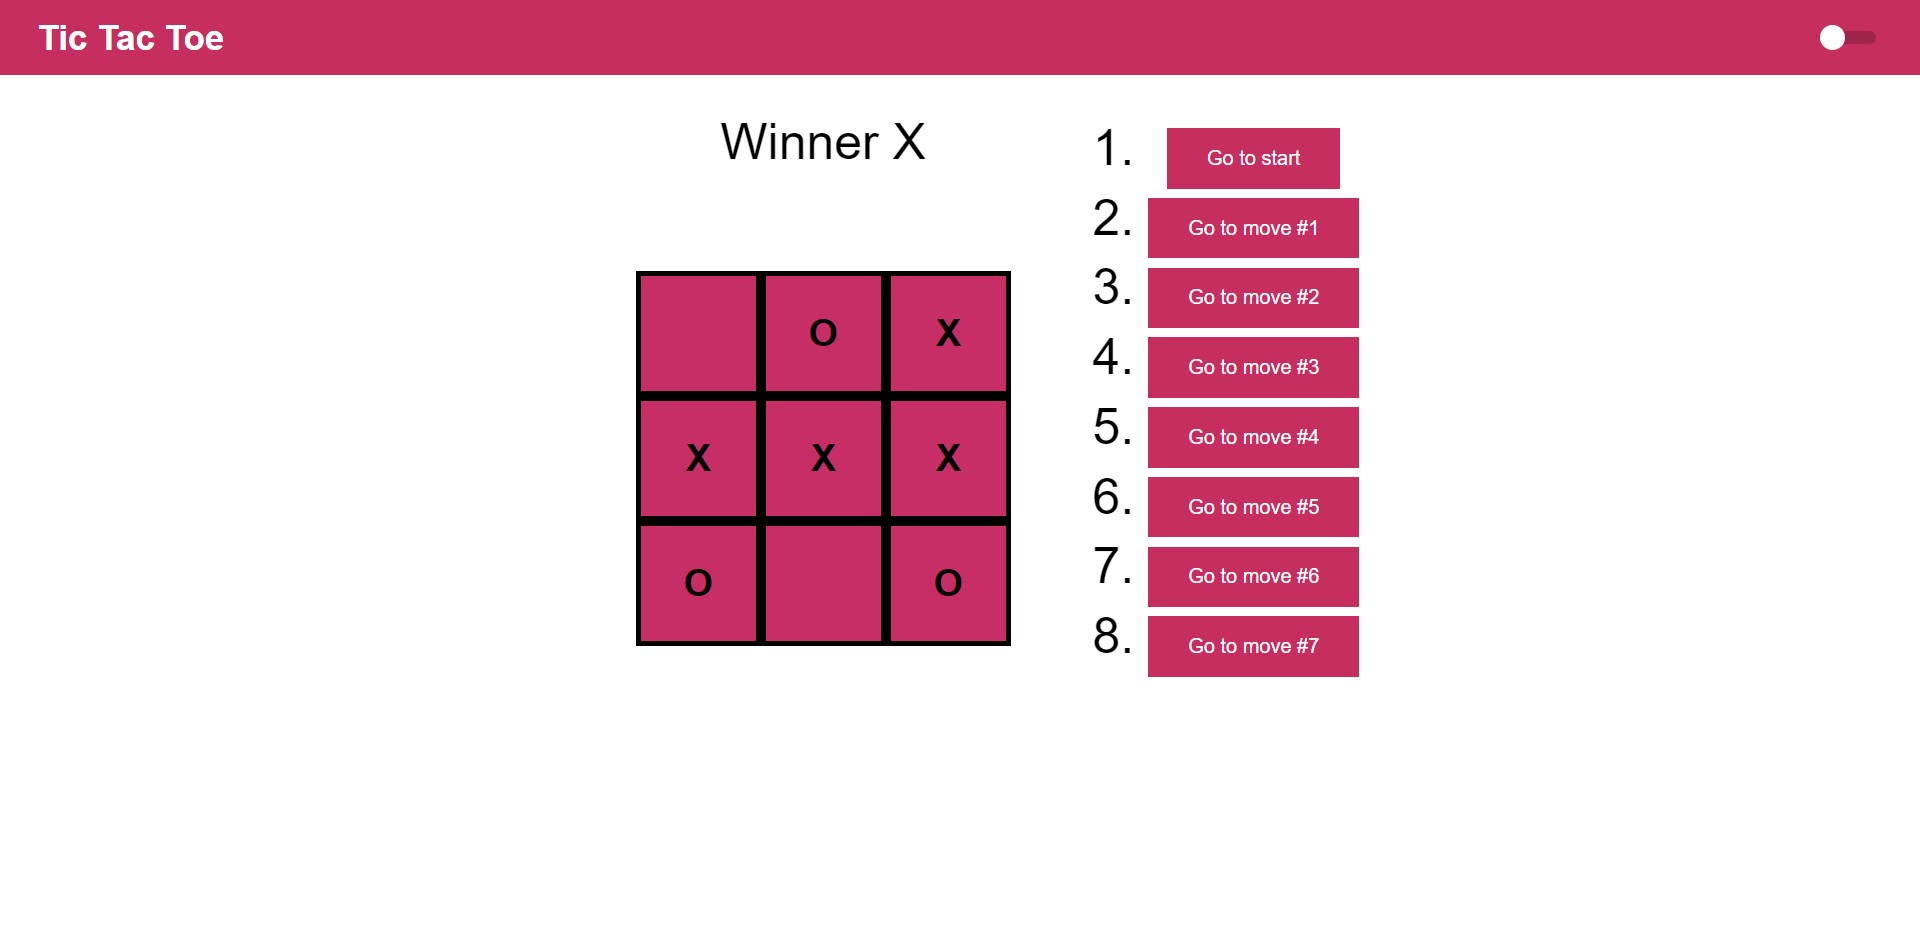 Tic Tac Toe
Winner X
O X
X X X
O O
1. Go to start
2. Go to move #1
3. Go to move #2
4. Go to move #3
5. Go to move #4
6. Go to move #5
7. Go to move #6
8. Go to move #7